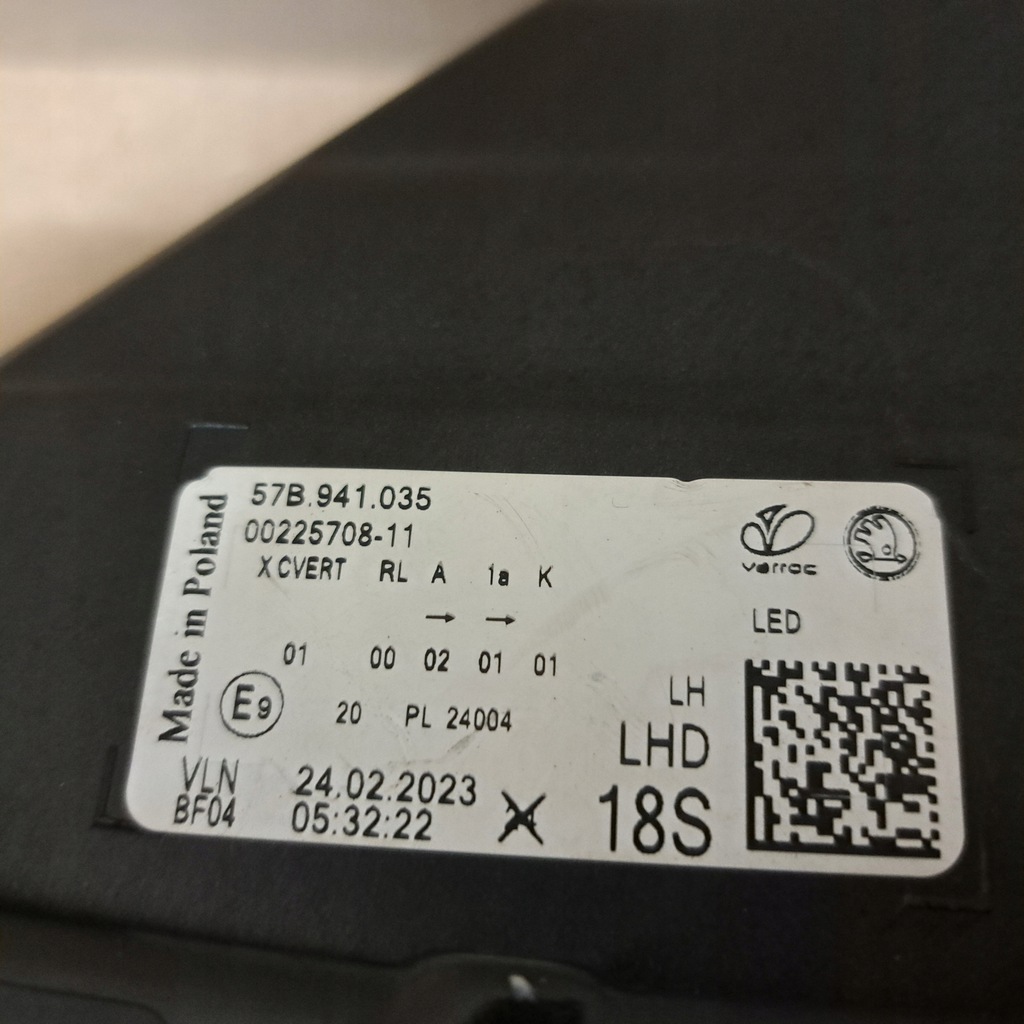 Made in Poland
57B.941.035
00225708-11
X CVERT RL A 1a K
→ →
01 00 02 01 01
E9 20 PL 24004
VLN 24.02.2023
BF04 05:32:22
varroc
LED
LH
LHD
18S